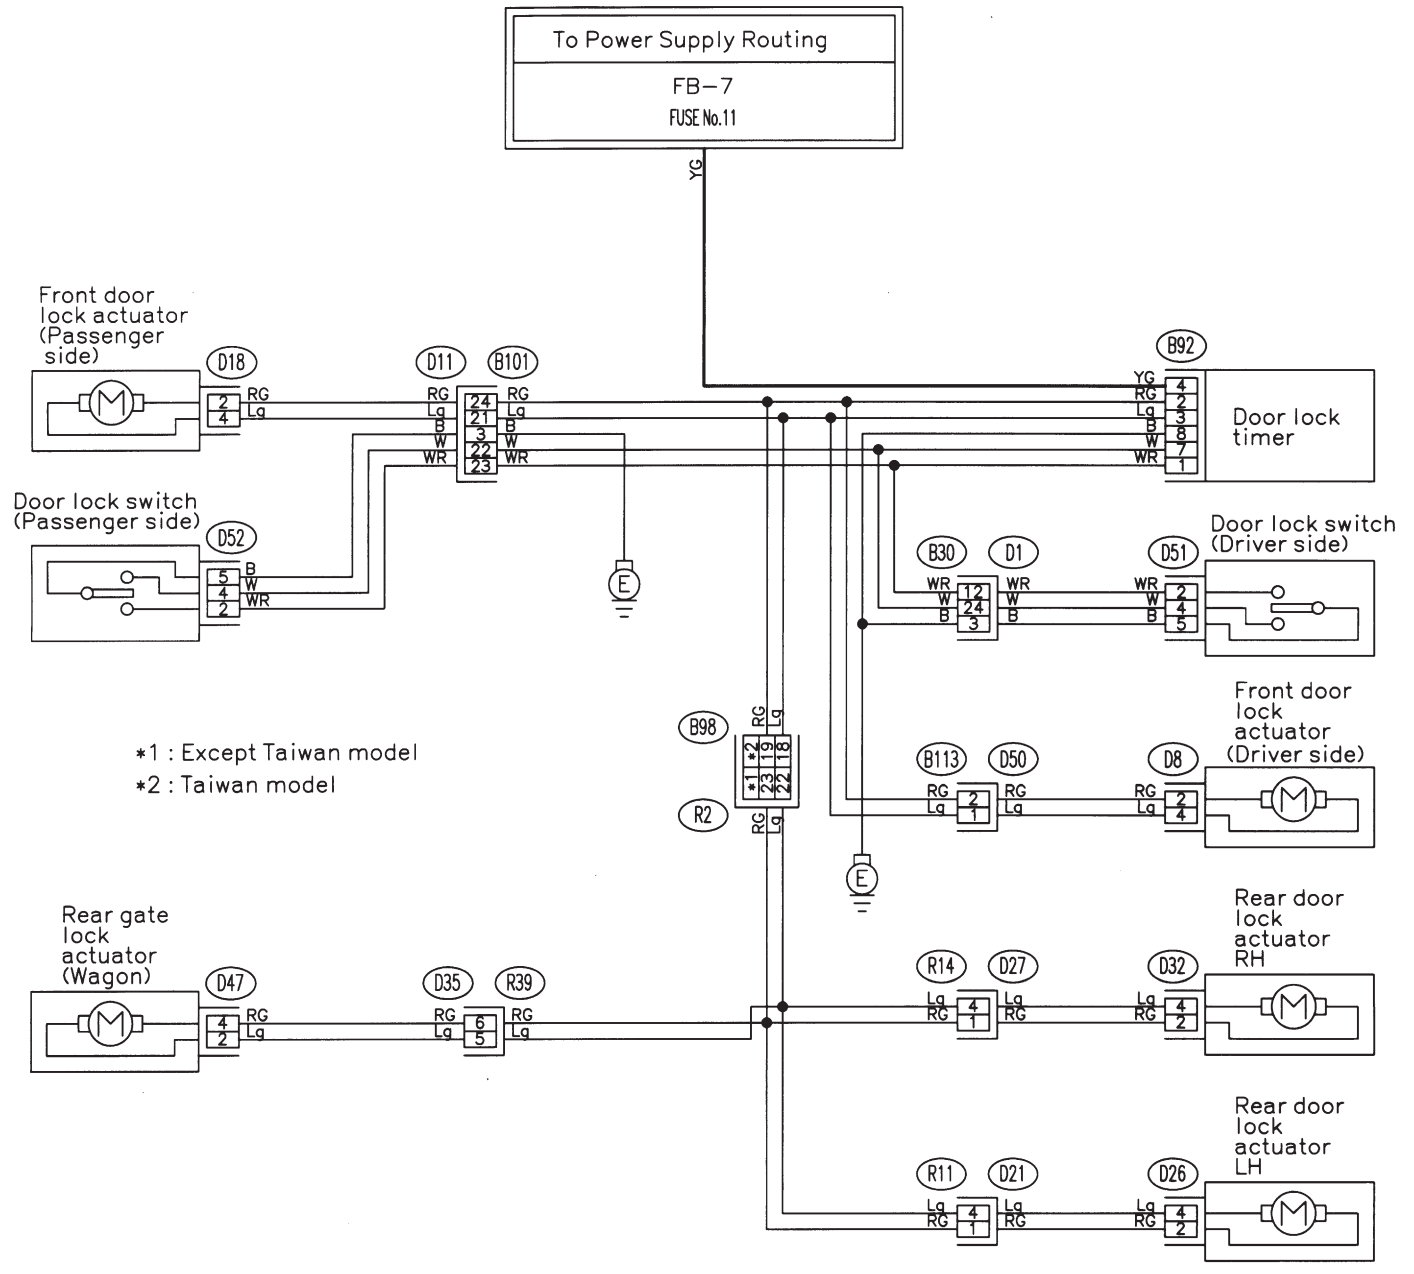 To Power Supply Routing
FB-7
FUSE No.11
YG
Front door
lock actuator
(Passenger
side)
D18
D11
B101
B92
YG
4
2
RG
RG
24
RG
RG
2
4
Lg
Lg
21
Lg
Lg
3
B
3
B
B
8
W
22
W
W
7
WR
23
WR
WR
1
Door lock
timer
Door lock switch
(Passenger side)
D52
5
B
4
W
2
WR
E
Door lock switch
(Driver side)
B30
D1
D51
WR
12
WR
WR
2
W
24
W
W
4
B
3
B
B
5
*1 : Except Taiwan model
*2 : Taiwan model
B98
RG
Lg
*2
19
18
*1
23
22
R2
RG
Lg
Front door
lock
actuator
(Driver side)
B113
D50
D8
RG
2
RG
RG
2
Lg
1
Lg
Lg
4
E
Rear gate
lock
actuator
(Wagon)
D47
D35
R39
4
RG
RG
6
RG
2
Lg
Lg
5
Lg
Rear door
lock
actuator
RH
R14
D27
D32
Lg
4
Lg
Lg
4
RG
1
RG
RG
2
Rear door
lock
actuator
LH
R11
D21
D26
Lg
4
Lg
Lg
4
RG
1
RG
RG
2
M
M
M
M
M